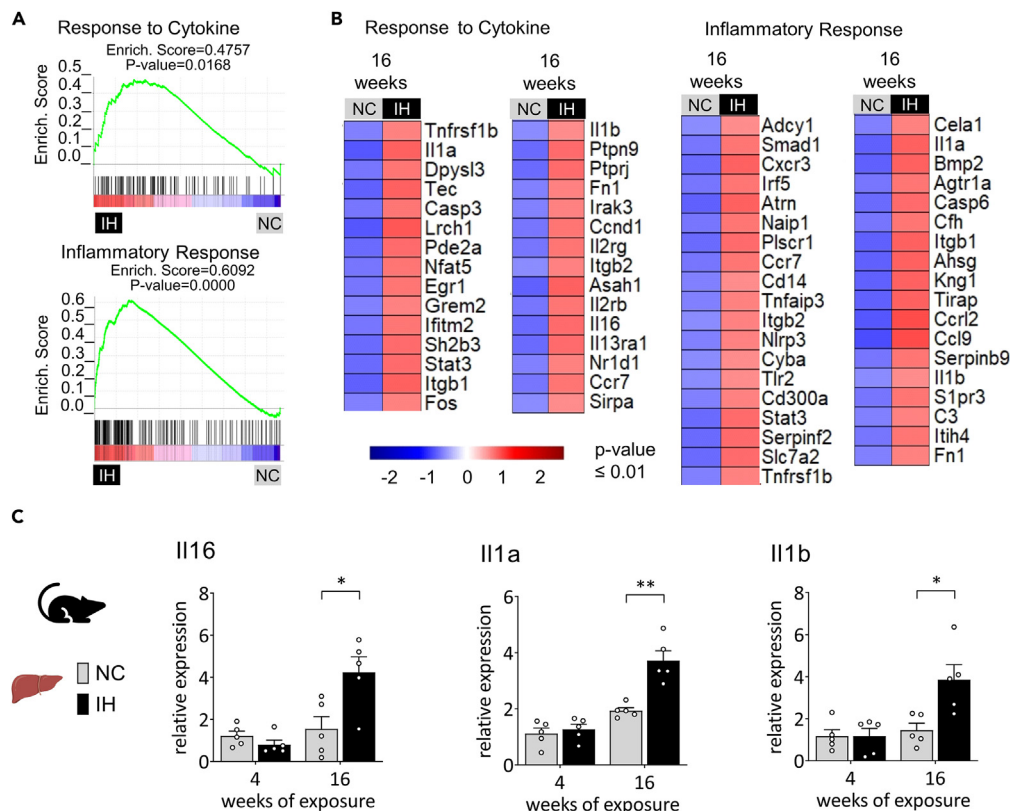 A
Response to Cytokine
Enrich. Score=0.4757
P-value=0.0168
Enrich. Score
0.5
0.4
0.3
0.2
0.1
0.0
IH
NC
Inflammatory Response
Enrich. Score=0.6092
P-value=0.0000
Enrich. Score
0.6
0.5
0.4
0.3
0.2
0.1
0.0
IH
NC
B
Response to Cytokine
16
weeks
NC IH
Tnfrsf1b
Il1a
Dpysl3
Tec
Casp3
Lrch1
Pde2a
Nfat5
Egr1
Grem2
Ifitm2
Sh2b3
Stat3
Itgb1
Fos
16
weeks
NC IH
Il1b
Ptpn9
Ptprj
Fn1
Irak3
Ccnd1
Il2rg
Itgb2
Asah1
Il2rb
Il16
Il13ra1
Nr1d1
Ccr7
Sirpa
-2 -1 0 1 2
p-value
≤ 0.01
Inflammatory Response
16
weeks
NC IH
Adcy1
Smad1
Cxcr3
Irf5
Atrn
Naip1
Plscr1
Ccr7
Cd14
Tnfaip3
Itgb2
Nlrp3
Cyba
Tlr2
Cd300a
Stat3
Serpinf2
Slc7a2
Tnfrsf1b
16
weeks
NC IH
Cela1
Il1a
Bmp2
Agtr1a
Casp6
Cfh
Itgb1
Ahsg
Kng1
Tirap
Ccrl2
Ccl9
Serpinb9
Il1b
S1pr3
C3
Itih4
Fn1
C
NC
IH
Il16
relative expression
8
6
4
2
0
*
4 16
weeks of exposure
Il1a
relative expression
6
4
2
0
**
4 16
weeks of exposure
Il1b
relative expression
8
6
4
2
0
*
4 16
weeks of exposure